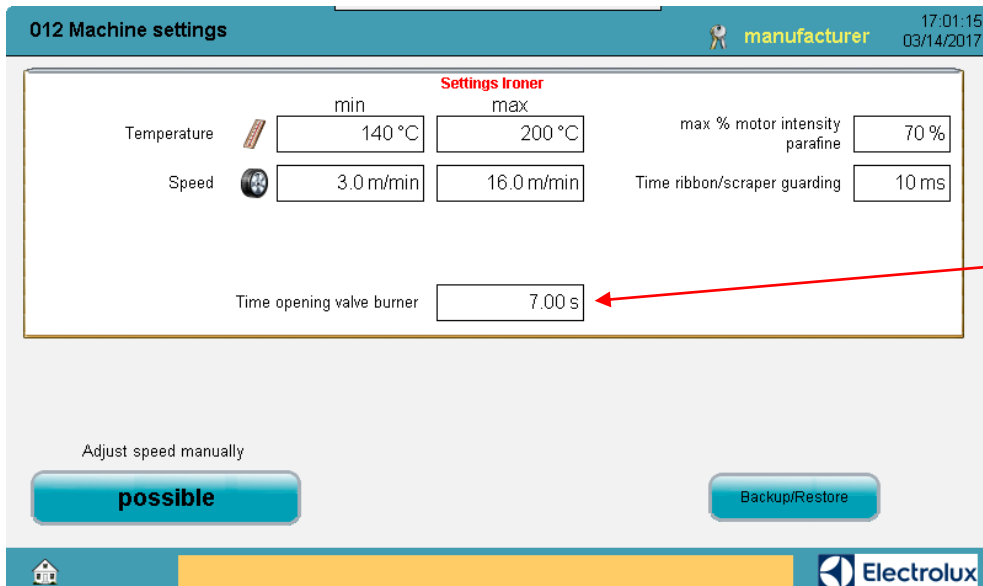 012 Machine settings
manufacturer
17:01:15
03/14/2017
Settings Ironer
min
max
Temperature
140 °C
200 °C
max % motor intensity
parafine
70 %
Speed
3.0 m/min
16.0 m/min
Time ribbon/scraper guarding
10 ms
Time opening valve burner
7.00 s
Adjust speed manually
possible
Backup/Restore
Electrolux